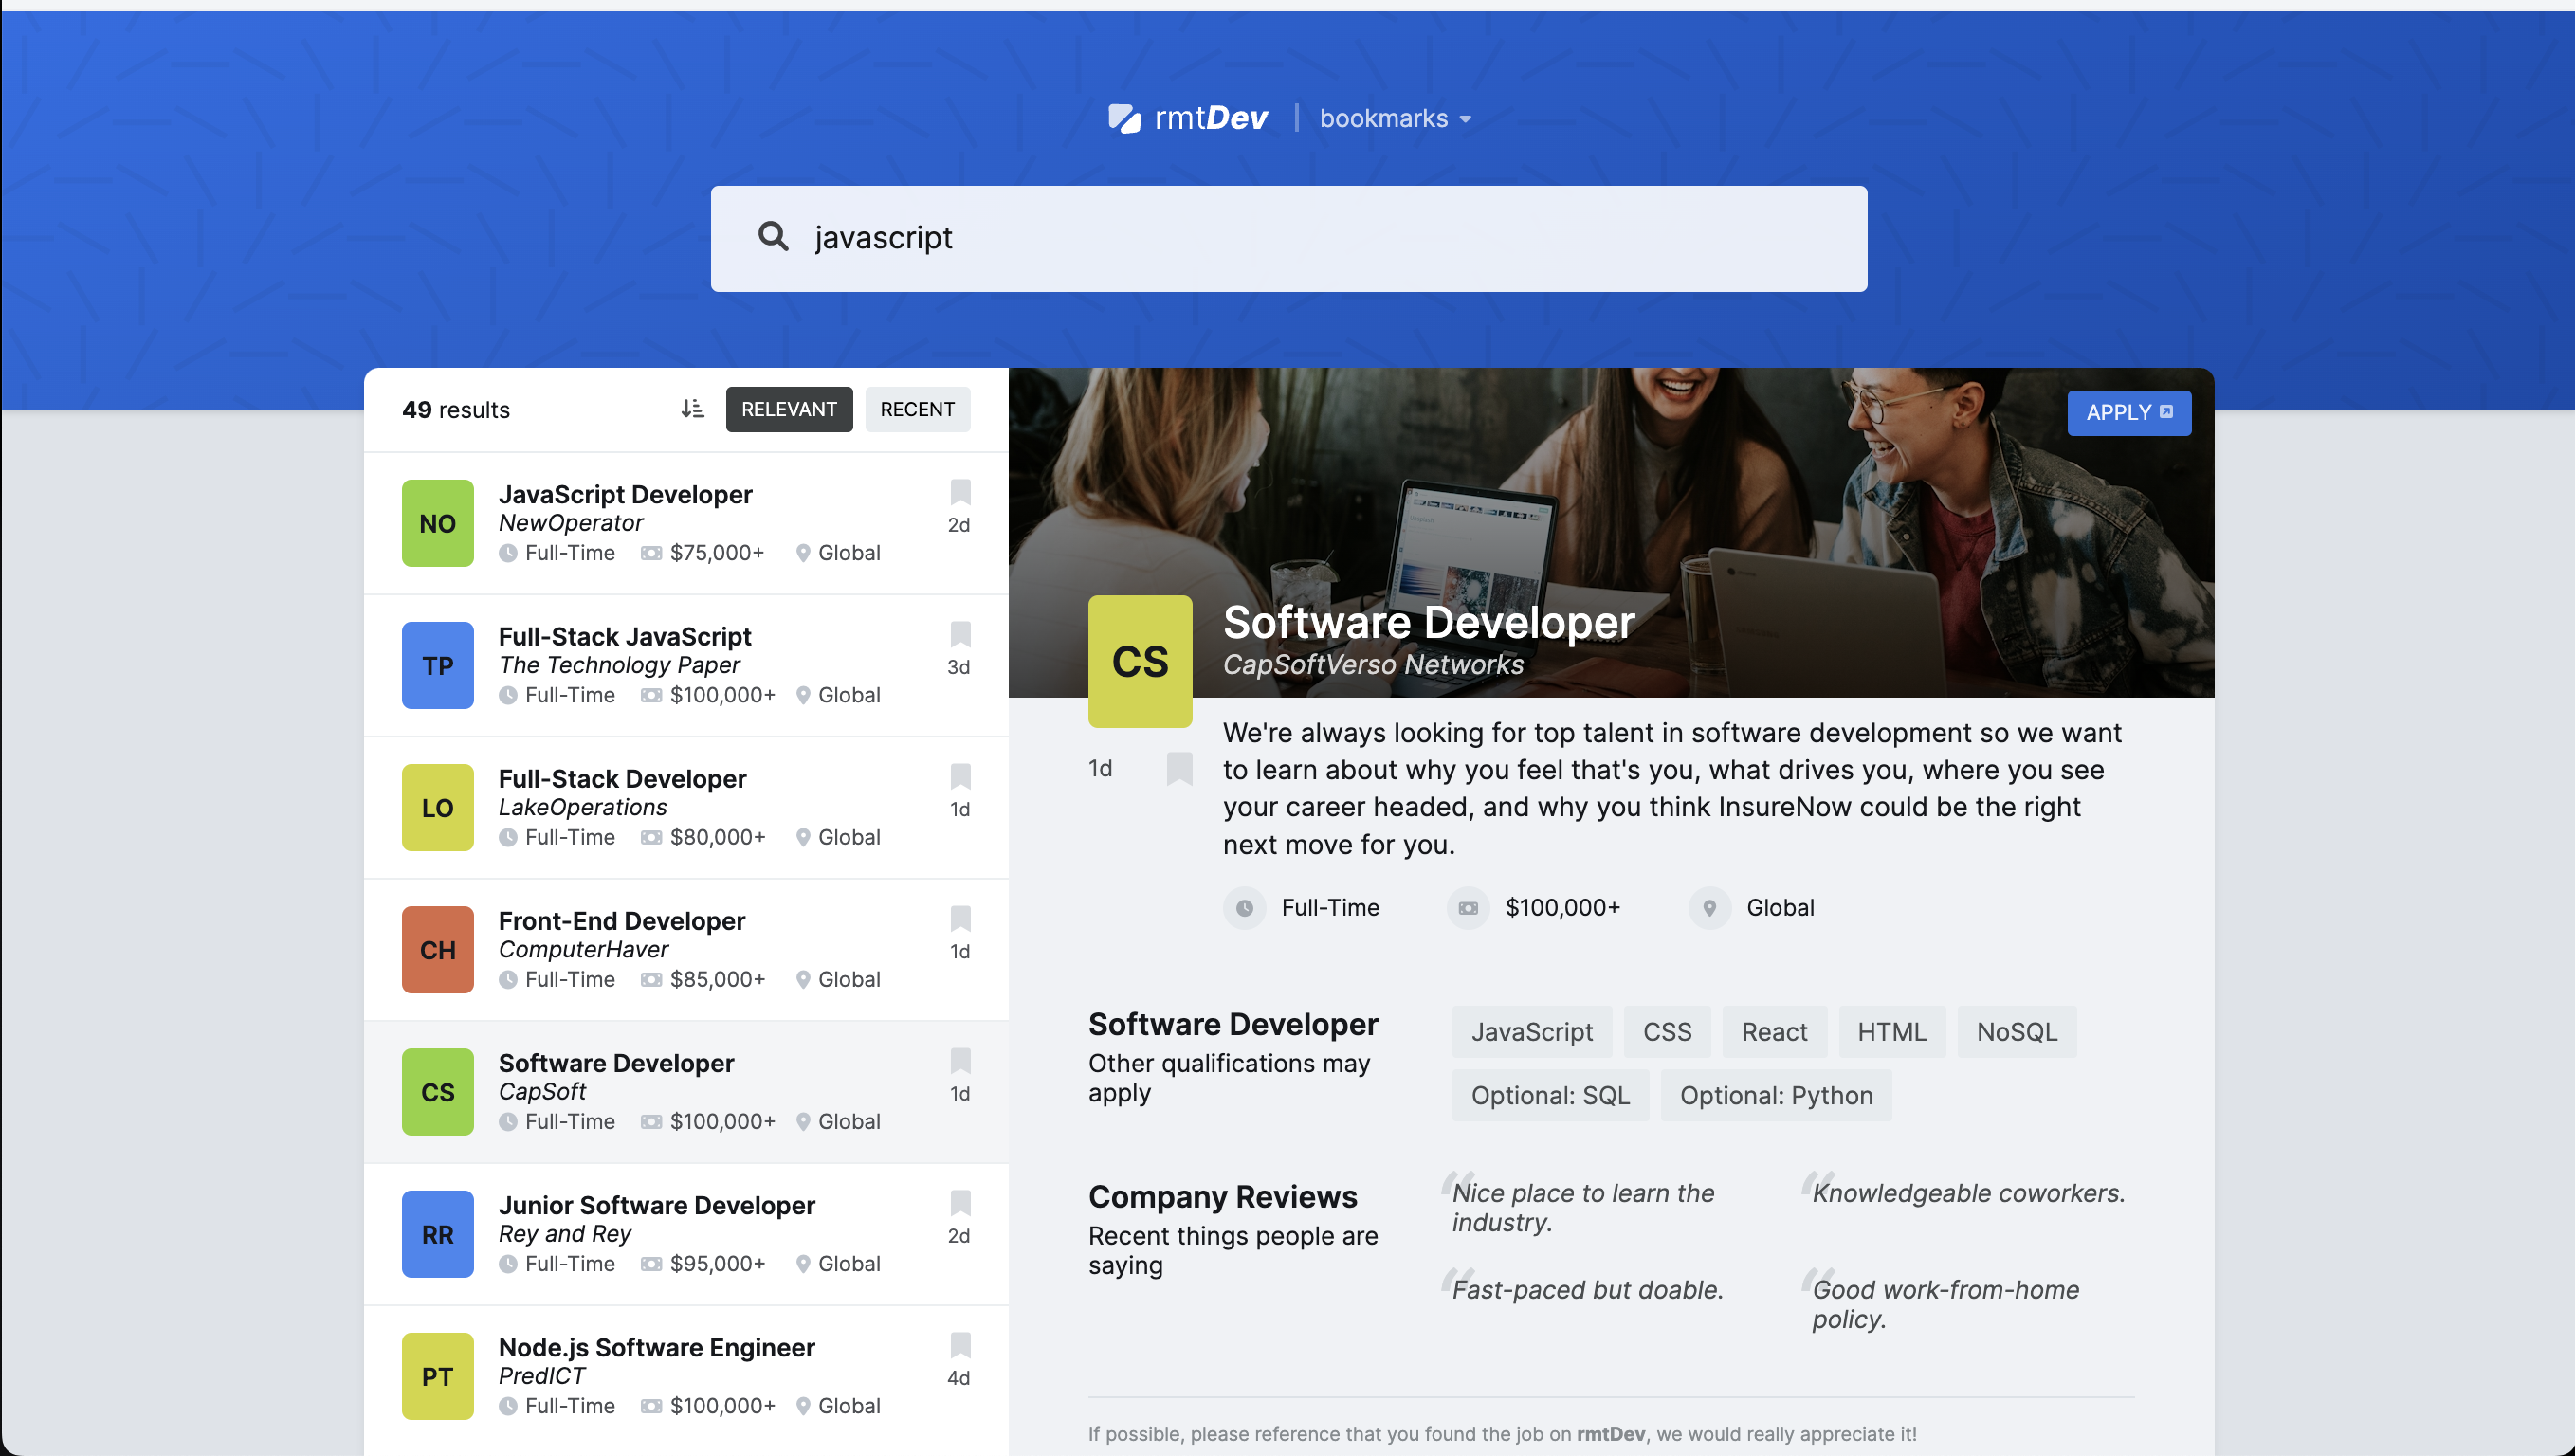 rmtDev
bookmarks
javascript
49 results
RELEVANT
RECENT
NO
JavaScript Developer
NewOperator
Full-Time $75,000+ Global
2d
TP
Full-Stack JavaScript
The Technology Paper
Full-Time $100,000+ Global
3d
LO
Full-Stack Developer
LakeOperations
Full-Time $80,000+ Global
1d
CH
Front-End Developer
ComputerHaver
Full-Time $85,000+ Global
1d
CS
Software Developer
CapSoft
Full-Time $100,000+ Global
1d
RR
Junior Software Developer
Rey and Rey
Full-Time $95,000+ Global
2d
PT
Node.js Software Engineer
PredICT
Full-Time $100,000+ Global
4d
APPLY
CS
Software Developer
CapSoftVerso Networks
1d
We're always looking for top talent in software development so we want
to learn about why you feel that's you, what drives you, where you see
your career headed, and why you think InsureNow could be the right
next move for you.
Full-Time $100,000+ Global
Software Developer
Other qualifications may
apply
JavaScript CSS React HTML NoSQL
Optional: SQL Optional: Python
Company Reviews
Recent things people are
saying
Nice place to learn the
industry.
Knowledgeable coworkers.
Fast-paced but doable.
Good work-from-home
policy.
If possible, please reference that you found the job on rmtDev, we would really appreciate it!